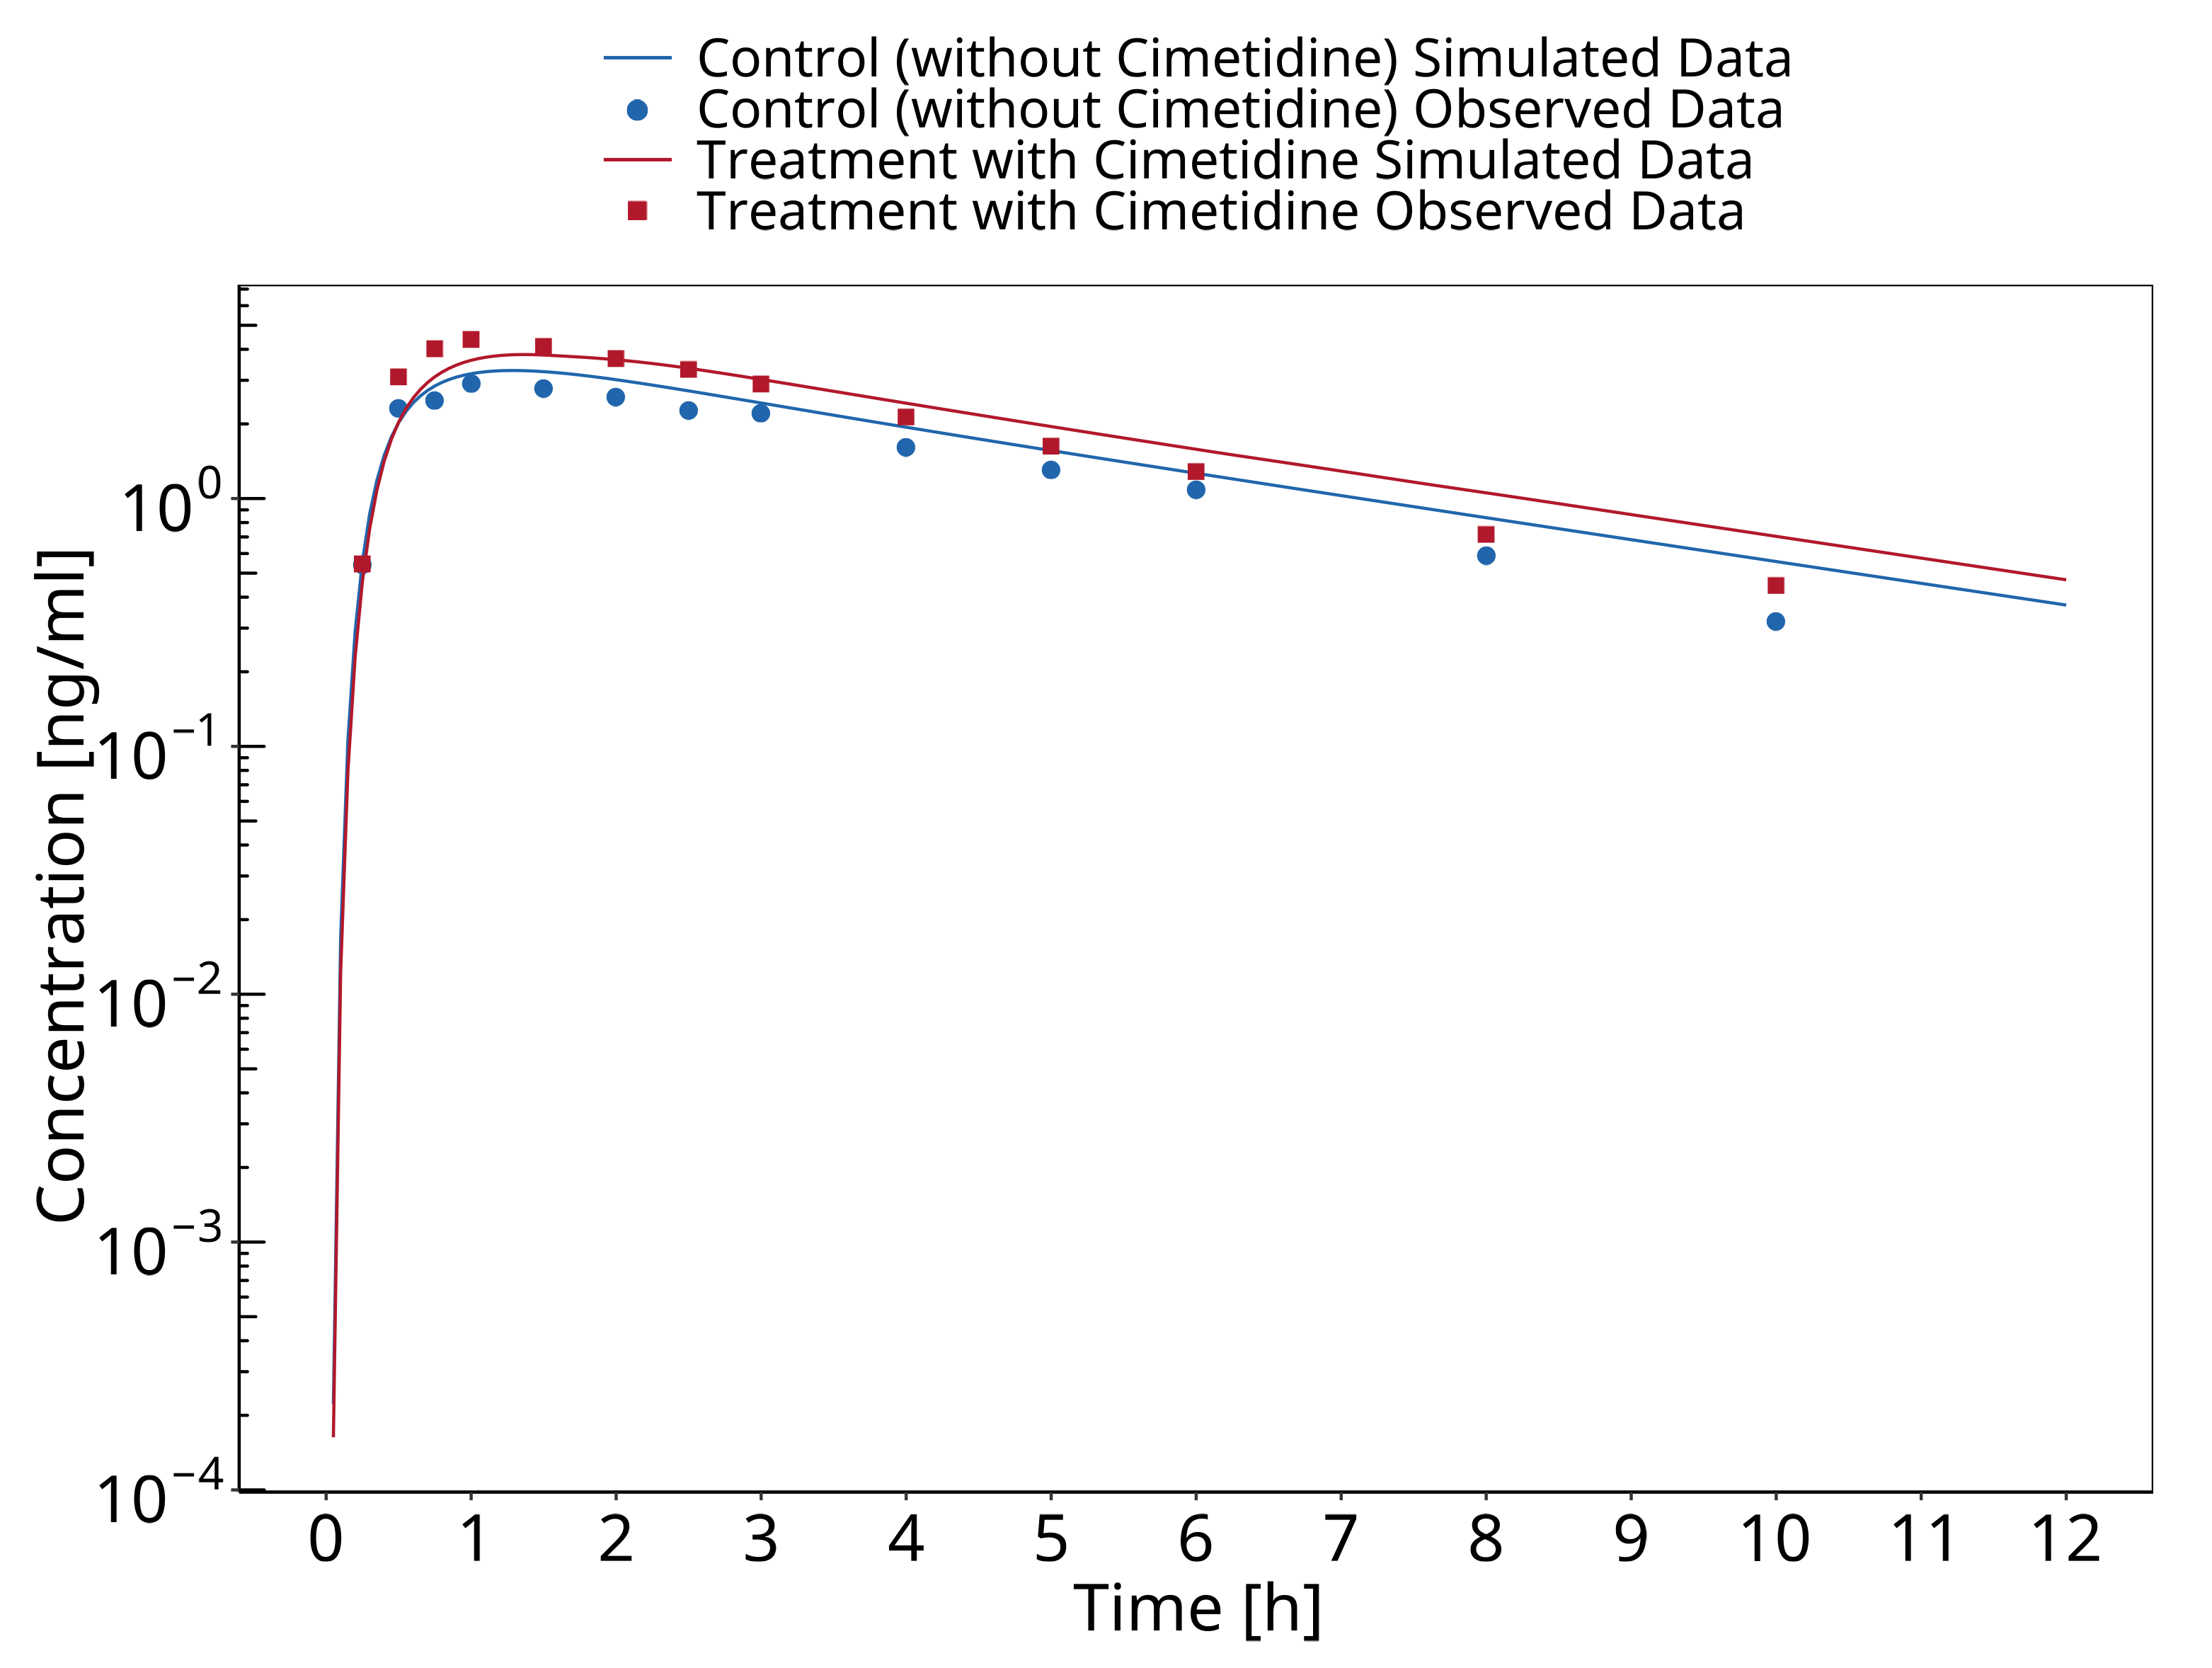 Control (without Cimetidine) Simulated Data
Control (without Cimetidine) Observed Data
Treatment with Cimetidine Simulated Data
Treatment with Cimetidine Observed Data
Concentration [ng/ml]
10⁰
10⁻¹
10⁻²
10⁻³
10⁻⁴
0 1 2 3 4 5 6 7 8 9 10 11 12
Time [h]